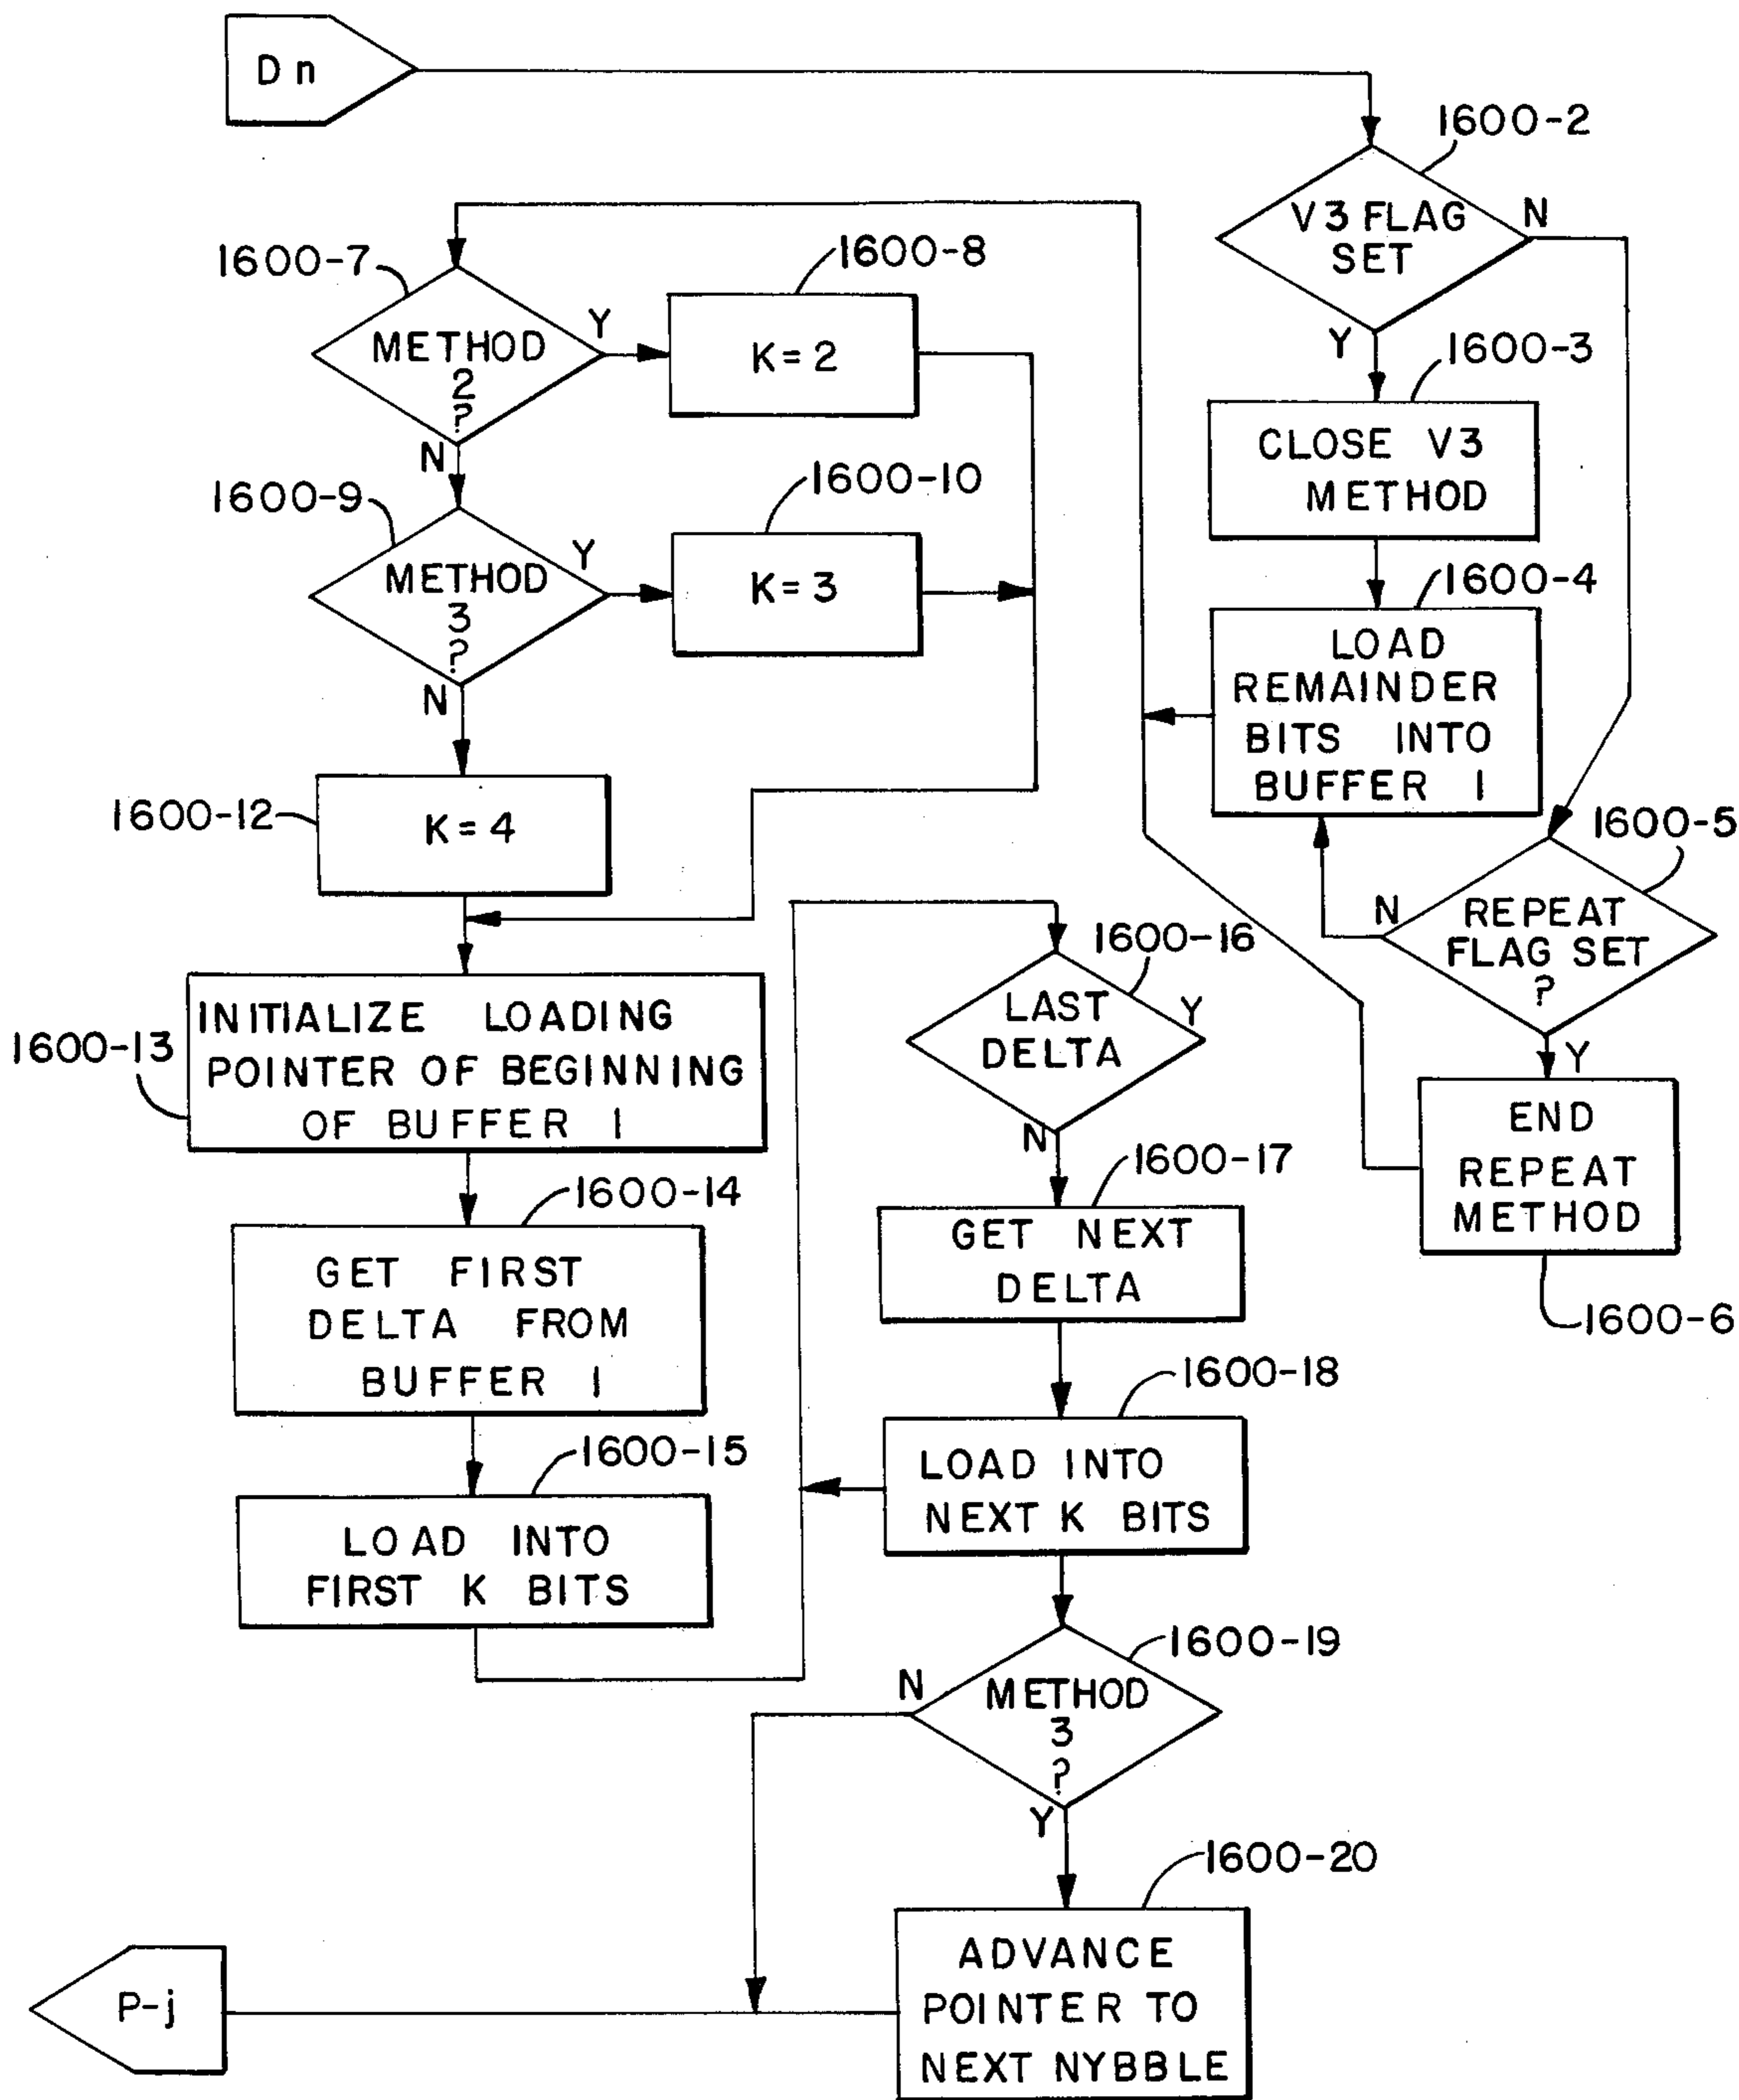 Dn
1600-2
V3 FLAG
SET
N
Y
1600-3
CLOSE V3
METHOD
1600-4
LOAD
REMAINDER
BITS INTO
BUFFER 1
1600-5
REPEAT
FLAG SET
?
N
Y
END
REPEAT
METHOD
1600-6
1600-7
METHOD
2
?
Y
N
1600-8
K=2
1600-9
METHOD
3
?
Y
N
1600-10
K=3
1600-12
K=4
1600-13
INITIALIZE LOADING
POINTER OF BEGINNING
OF BUFFER 1
1600-14
GET FIRST
DELTA FROM
BUFFER 1
1600-15
LOAD INTO
FIRST K BITS
1600-16
LAST
DELTA
Y
N
1600-17
GET NEXT
DELTA
1600-18
LOAD INTO
NEXT K BITS
1600-19
METHOD
3
?
N
Y
1600-20
ADVANCE
POINTER TO
NEXT NYBBLE
P-j